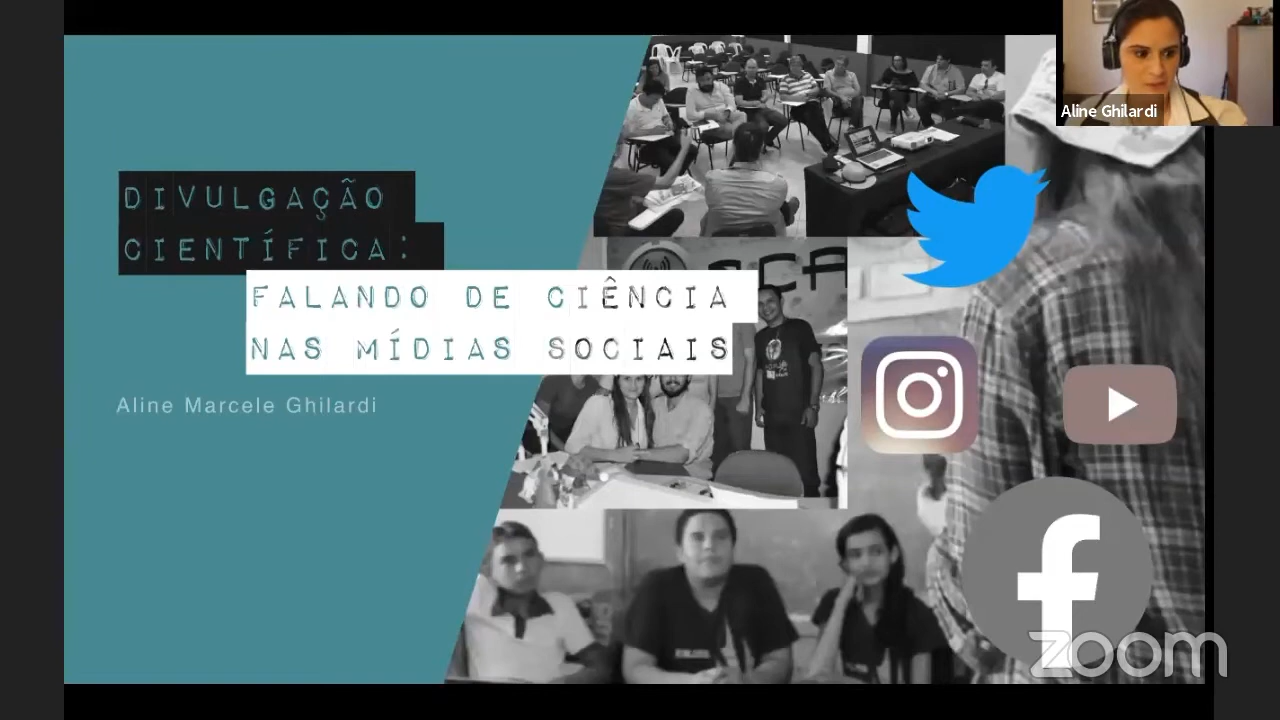 DIVULGAÇÃO
CIENTÍFICA:
FALANDO DE CIÊNCIA
NAS MÍDIAS SOCIAIS
Aline Marcele Ghilardi
Aline Ghilardi
zoom